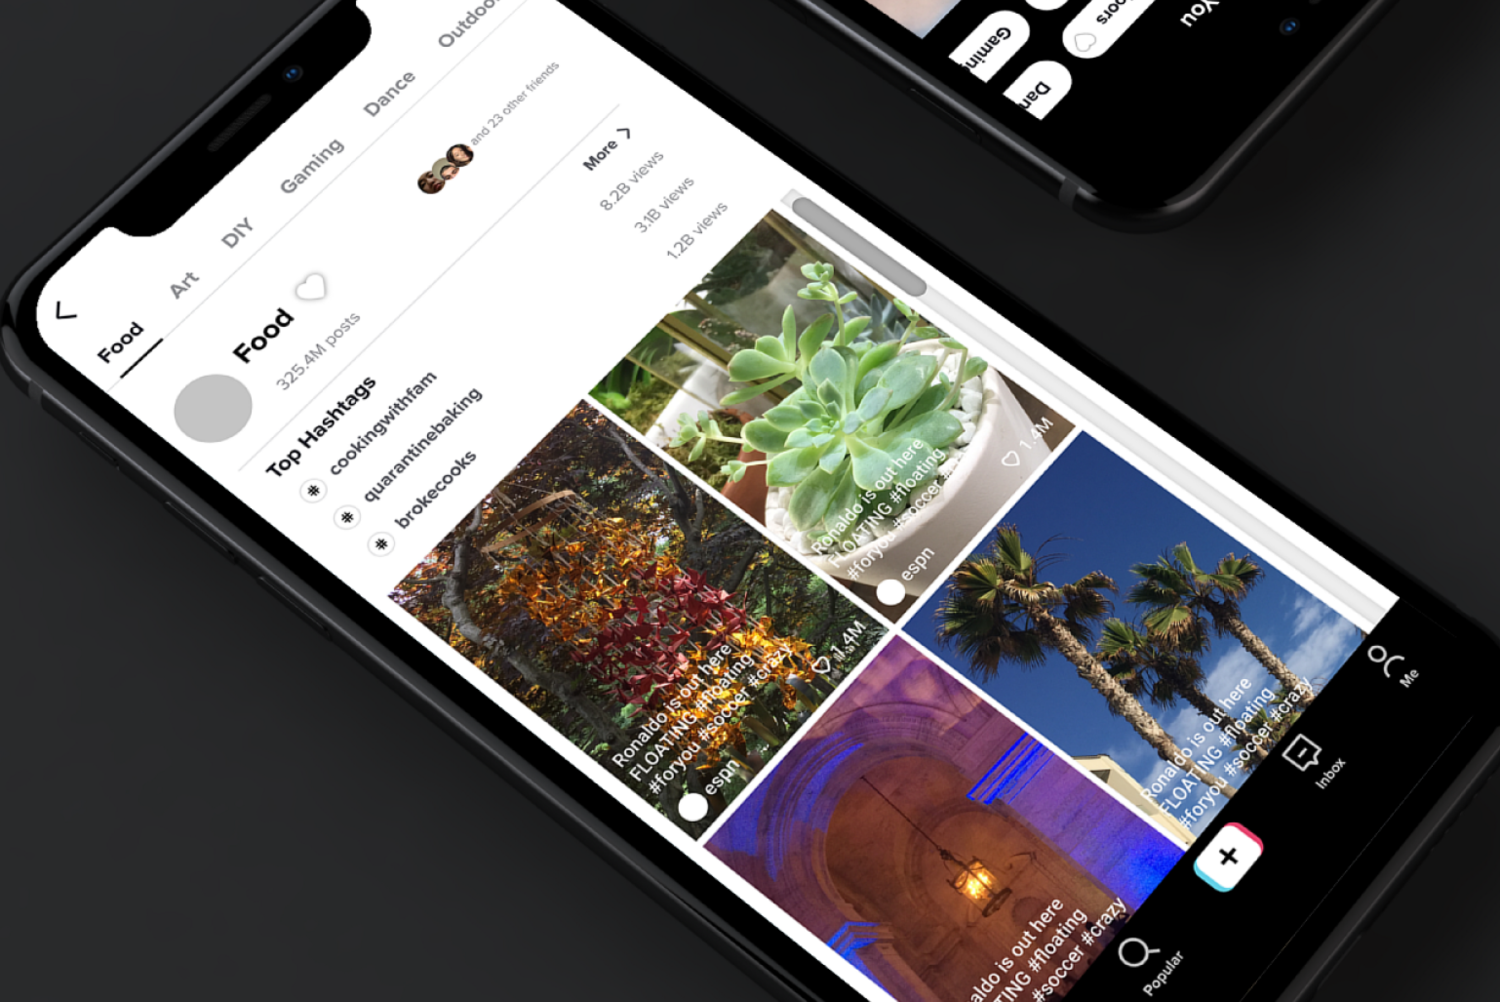 Food
Art
DIY
Gaming
Dance
Outdoo
Food
325.4M posts
and 23 other friends
Top Hashtags
More
# cookingwithfam
8.2B views
# quarantinebaking
3.1B views
# brokecooks
1.2B views
Ronaldo is out here
FLOATING #floating
#foryou #soccer #crazy
espn
1.4M
Ronaldo is out here
FLOATING #floating
#foryou #soccer
espn
1.4M
aldo is out here
TING #floating
#soccer #crazy
Ronaldo is out here
FLOATING #floating
#foryou #soccer #crazy
Popular
+
Inbox
Me
You
oors
Gaming
Dan